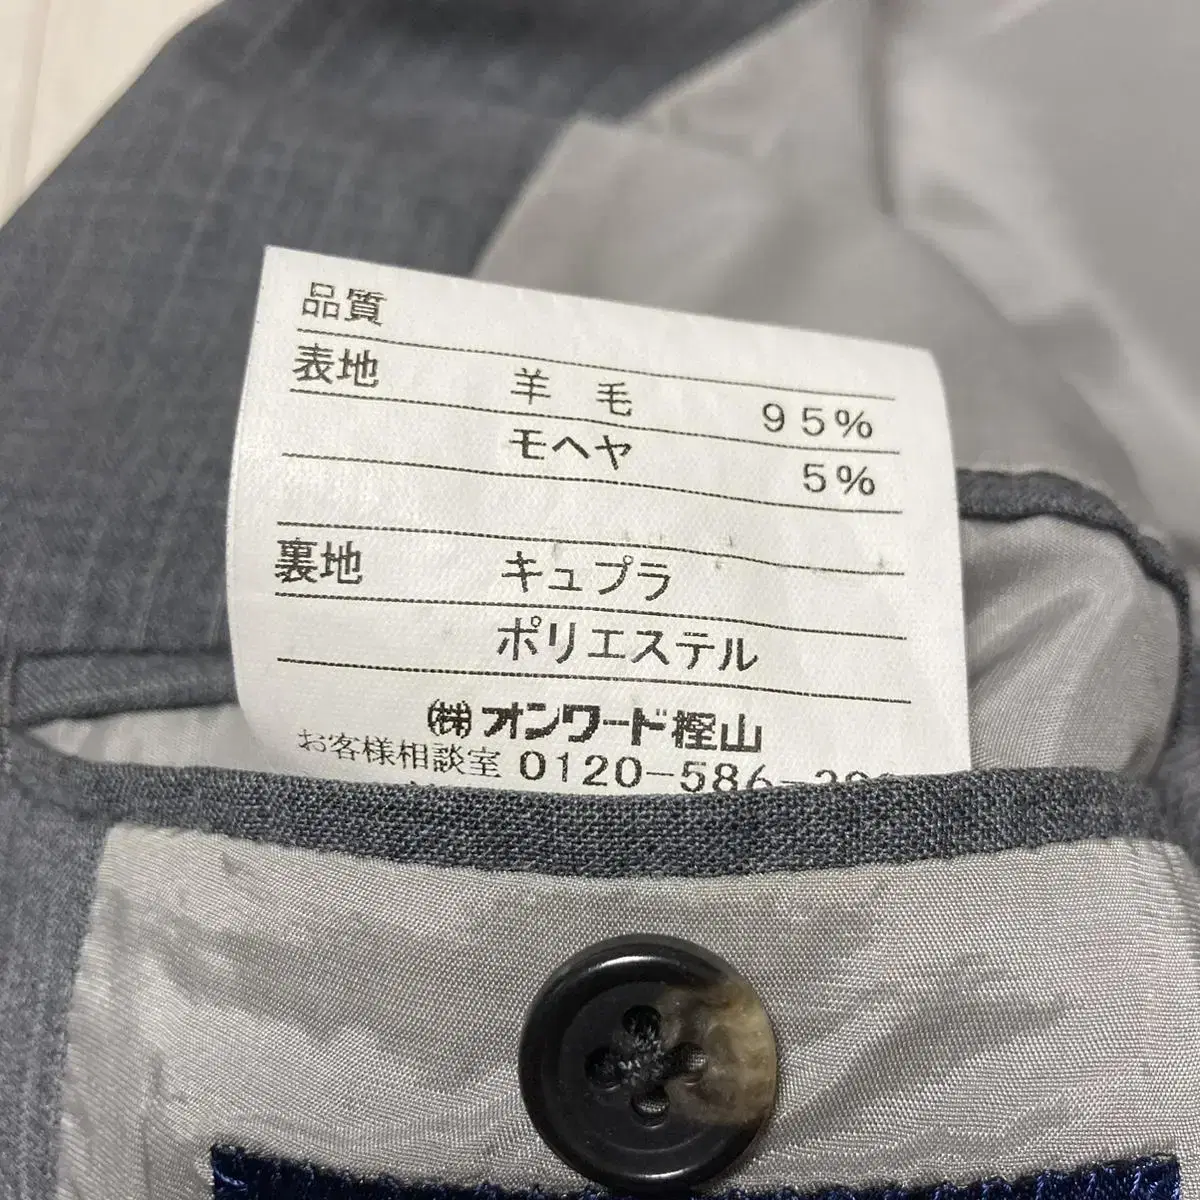 品質
表地 羊毛 95%
モヘヤ 5%
裏地 キュプラ
ポリエステル
㈱オンワード樫山
お客様相談室 0120-586-